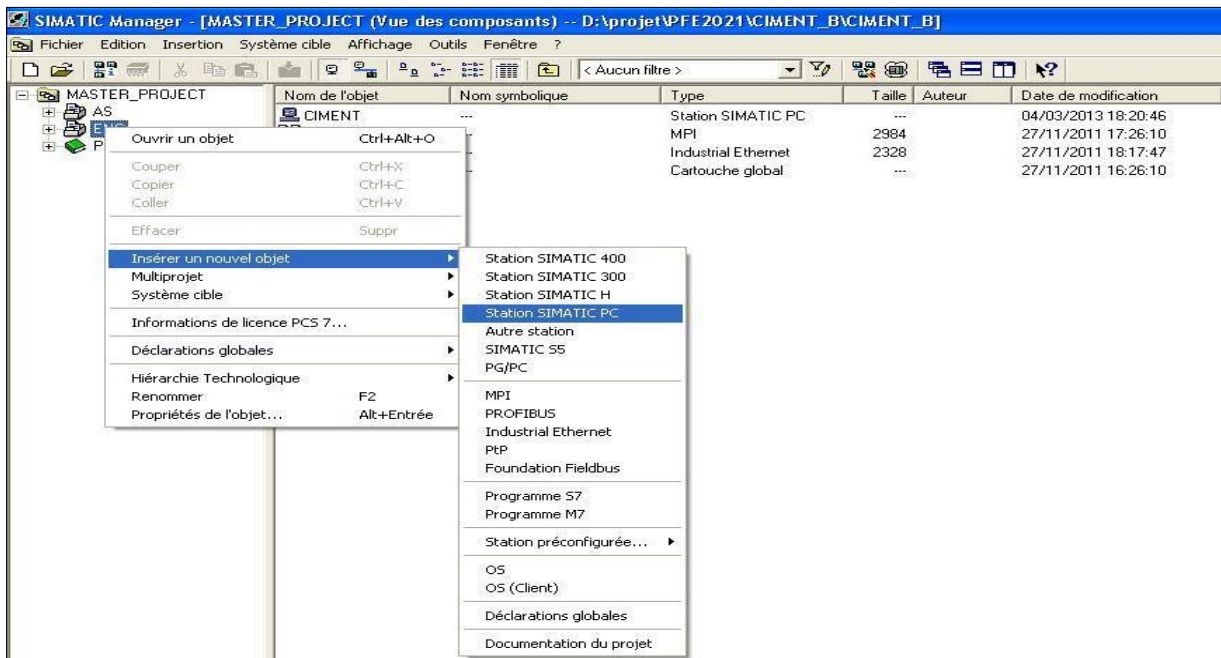 SIMATIC Manager - [MASTER_PROJECT (Vue des composants) -- D:\projet\PFE2021\CIMENT_B\CIMENT_B]
Fichier Edition Insertion Système cible Affichage Outils Fenêtre ?
< Aucun filtre >
MASTER_PROJECT
AS
P
Nom de l'objet Nom symbolique Type Taille Auteur Date de modification
CIMENT --- Station SIMATIC PC --- 04/03/2013 18:20:46
MPI 2984 27/11/2011 17:26:10
Industrial Ethernet 2328 27/11/2011 18:17:47
Cartouche global --- 27/11/2011 16:26:10
Ouvrir un objet Ctrl+Alt+O
Couper Ctrl+X
Copier Ctrl+C
Coller Ctrl+V
Effacer Suppr
Insérer un nouvel objet
Multiprojet
Système cible
Informations de licence PCS 7...
Déclarations globales
Hiérarchie Technologique
Renommer F2
Propriétés de l'objet... Alt+Entrée
Station SIMATIC 400
Station SIMATIC 300
Station SIMATIC H
Station SIMATIC PC
Autre station
SIMATIC S5
PG/PC
MPI
PROFIBUS
Industrial Ethernet
PtP
Foundation Fieldbus
Programme S7
Programme M7
Station préconfigurée...
OS
OS (Client)
Déclarations globales
Documentation du projet